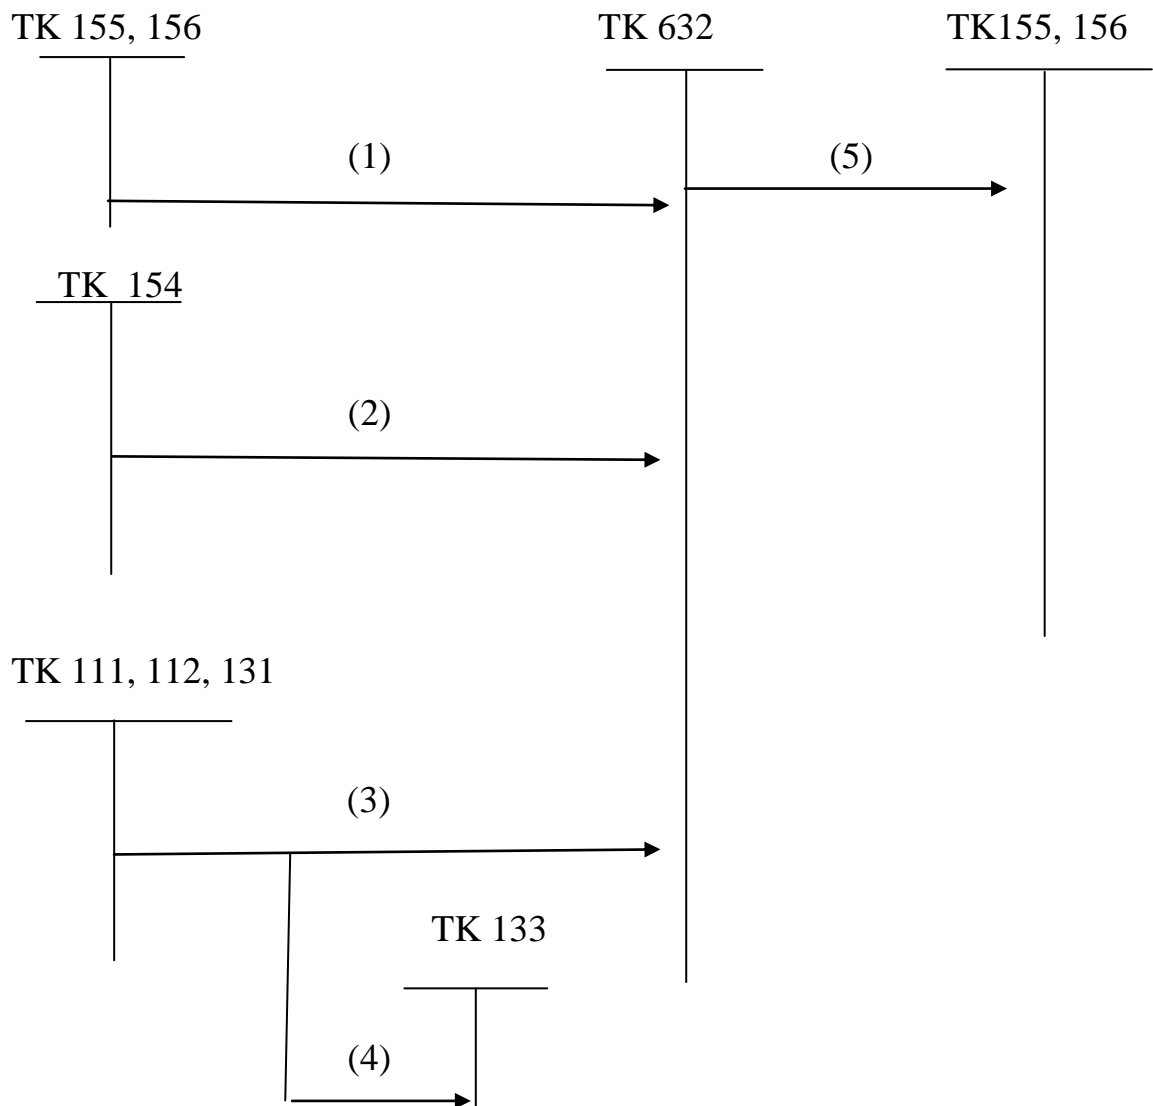 TK 155, 156
TK 632
TK155, 156
(1)
(5)
TK 154
(2)
TK 111, 112, 131
(3)
TK 133
(4)